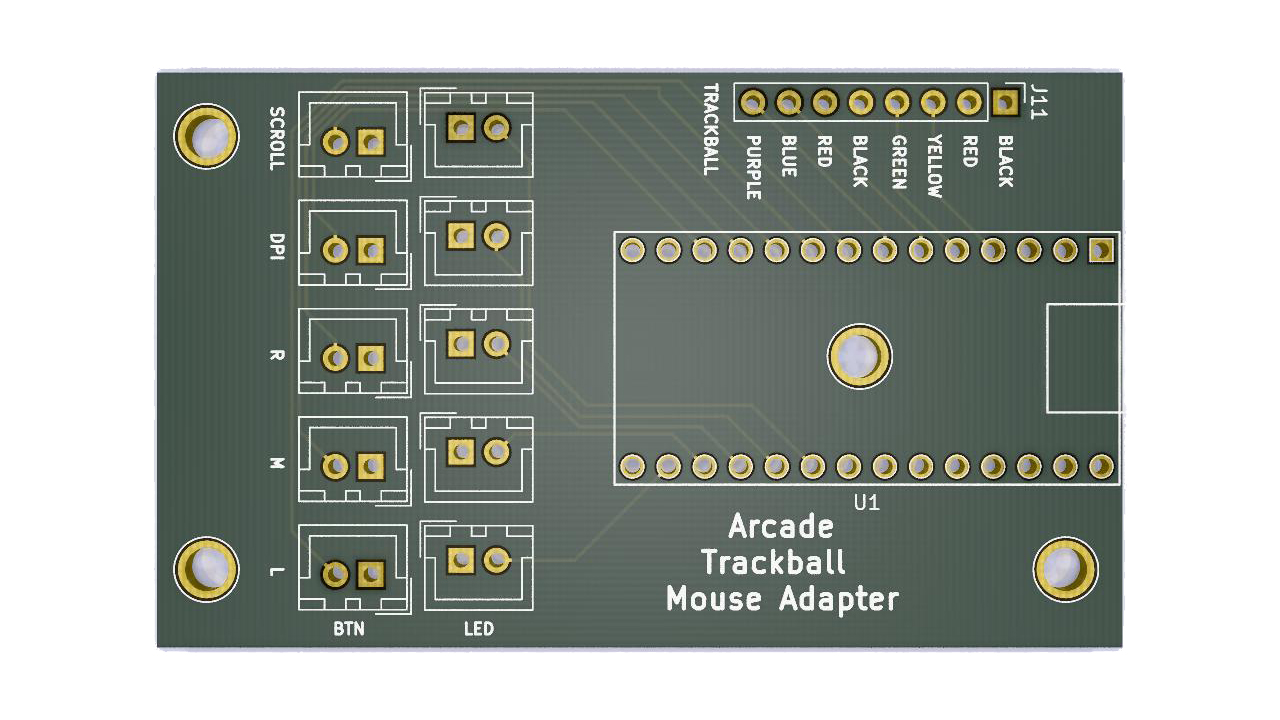 SCROLL
DPI
R
M
L
BTN
LED
TRACKBALL
PURPLE
BLUE
RED
BLACK
GREEN
YELLOW
RED
BLACK
J11
U1
Arcade
Trackball
Mouse Adapter